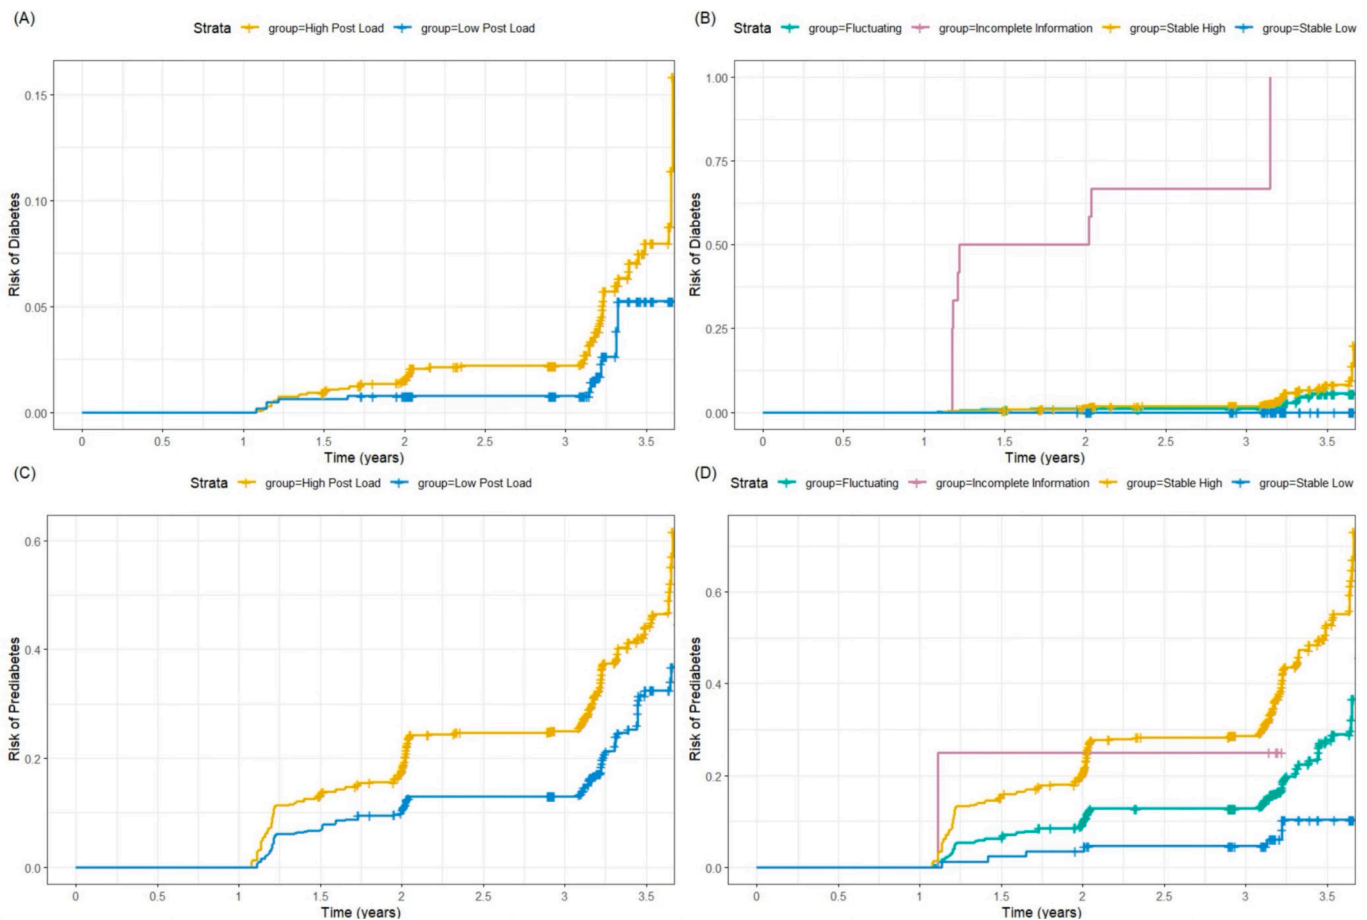 (A)
Strata group=High Post Load group=Low Post Load
Risk of Diabetes
0.15
0.10
0.05
0.00
0 0.5 1 1.5 2 2.5 3 3.5
Time (years)
(B)
Strata group=Fluctuating group=Incomplete Information group=Stable High group=Stable Low
Risk of Diabetes
1.00
0.75
0.50
0.25
0.00
0 0.5 1 1.5 2 2.5 3 3.5
Time (years)
(C)
Strata group=High Post Load group=Low Post Load
Risk of Prediabetes
0.6
0.4
0.2
0.0
0 0.5 1 1.5 2 2.5 3 3.5
Time (years)
(D)
Strata group=Fluctuating group=Incomplete Information group=Stable High group=Stable Low
Risk of Prediabetes
0.6
0.4
0.2
0.0
0 0.5 1 1.5 2 2.5 3 3.5
Time (years)